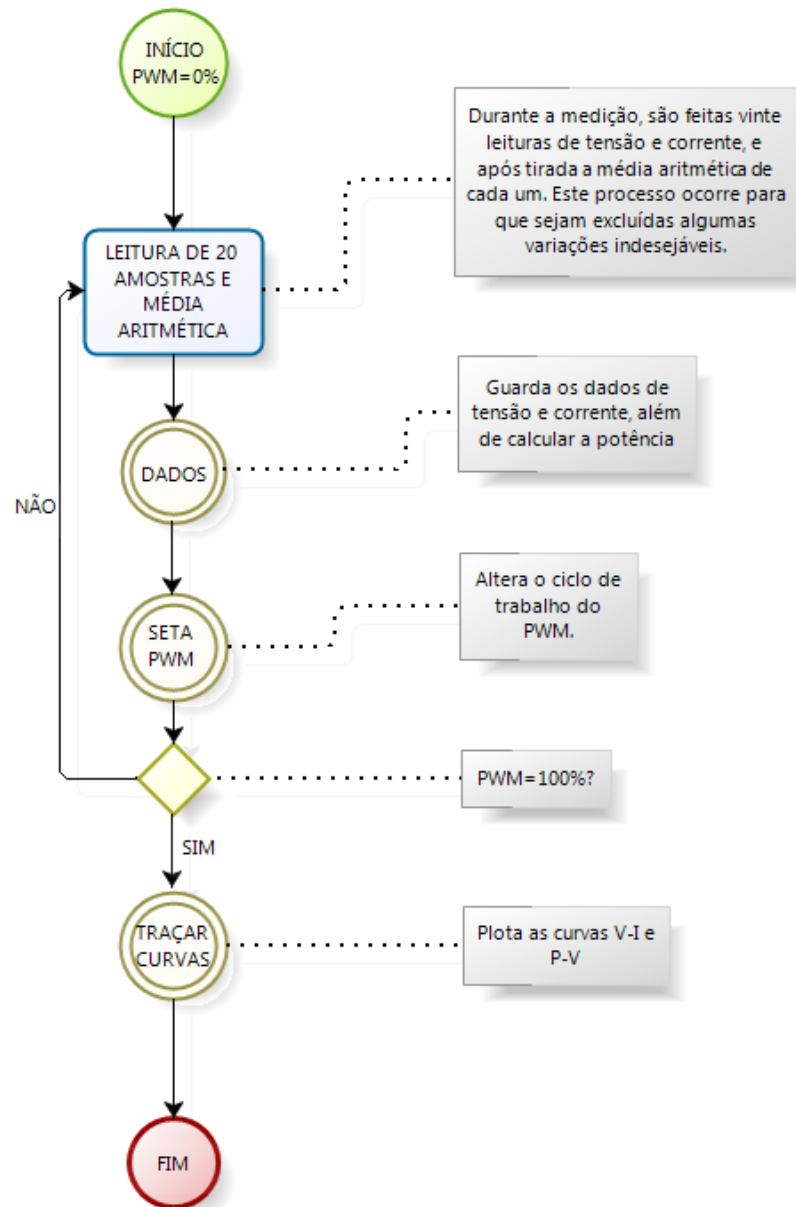 INÍCIO
PWM=0%
Durante a medição, são feitas vinte
leituras de tensão e corrente, e
após tirada a média aritmética de
cada um. Este processo ocorre para
que sejam excluídas algumas
variações indesejáveis.
LEITURA DE 20
AMOSTRAS E
MÉDIA
ARITMÉTICA
Guarda os dados de
tensão e corrente, além
de calcular a potência
DADOS
NÃO
Altera o ciclo de
trabalho do
PWM.
SETA
PWM
PWM=100%?
SIM
TRAÇAR
CURVAS
Plota as curvas V-I e
P-V
FIM